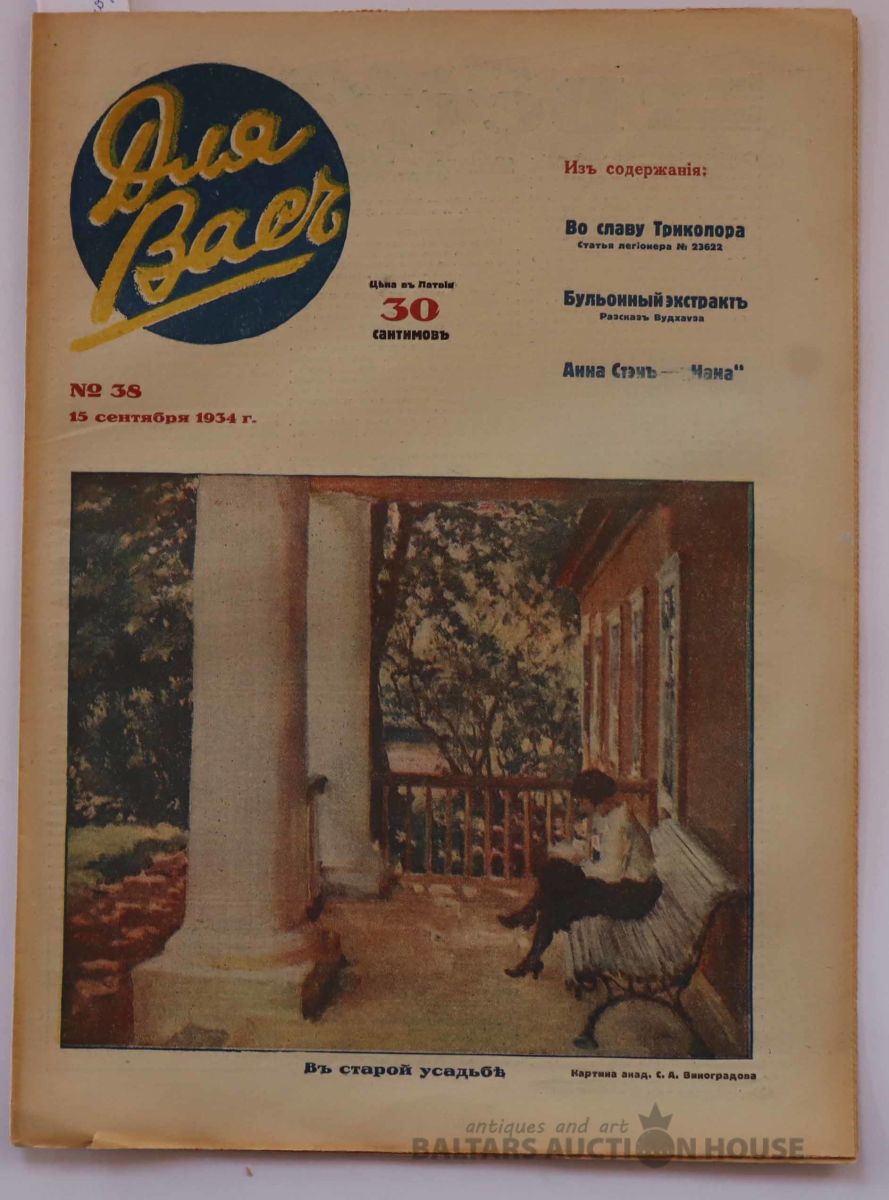 Для
Васъ
Изъ содержанія:
Во славу Триколора
Статья легіонера № 23622
Цѣна въ Латвіи
30
сантимовъ
Бульонный экстрактъ
Разсказъ Вудхауза
Анна Стэнъ — „Нана"
№ 38
15 сентября 1934 г.
Въ старой усадьбѣ
Картина акад. С. А. Виноградова
antiques and art
BALTARS AUCTION HOUSE